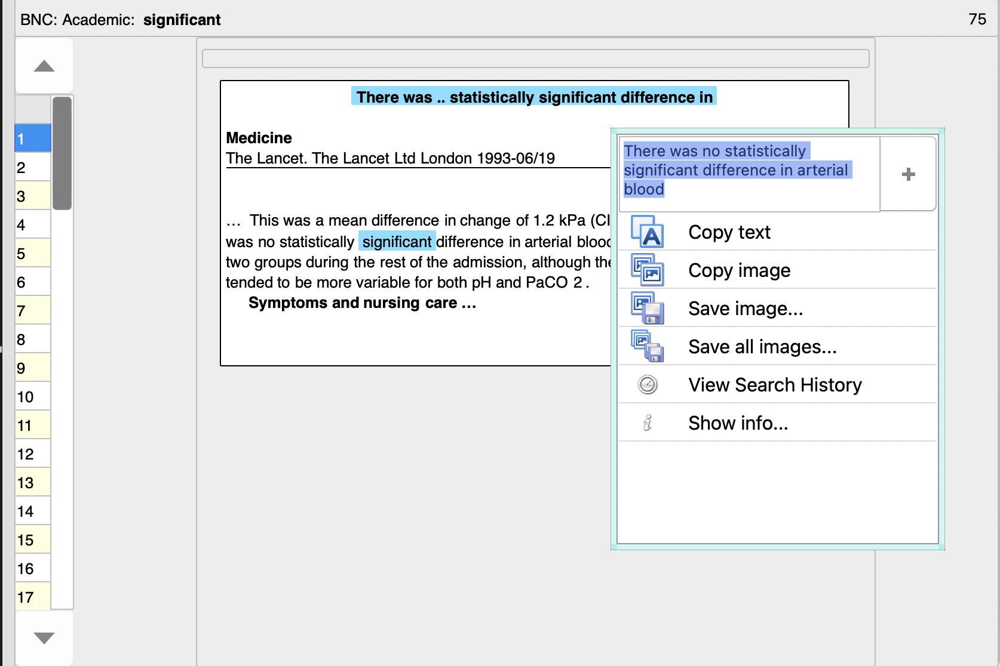 BNC: Academic: significant
75
There was .. statistically significant difference in
Medicine
The Lancet. The Lancet Ltd London 1993-06/19
... This was a mean difference in change of 1.2 kPa (CI
was no statistically significant difference in arterial blood
two groups during the rest of the admission, although the
tended to be more variable for both pH and PaCO 2 .
Symptoms and nursing care ...
There was no statistically
significant difference in arterial
blood
+
Copy text
Copy image
Save image...
Save all images...
View Search History
Show info...
1
2
3
4
5
6
7
8
9
10
11
12
13
14
15
16
17